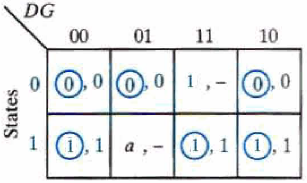 DG
00 01 11 10
States
0 0, 0 0, 0 1 , - 0, 0
1 1, 1 a , - 1, 1 1, 1